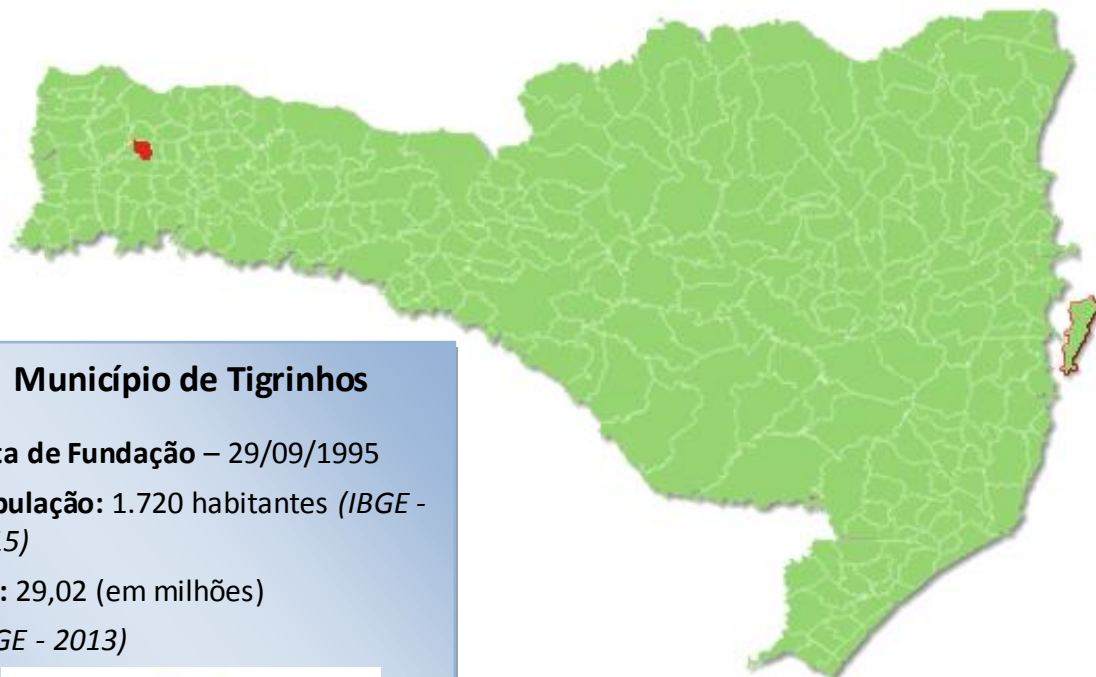 Município de Tigrinhos
ta de Fundação – 29/09/1995
pulação: 1.720 habitantes (IBGE -
15)
: 29,02 (em milhões)
GE - 2013)